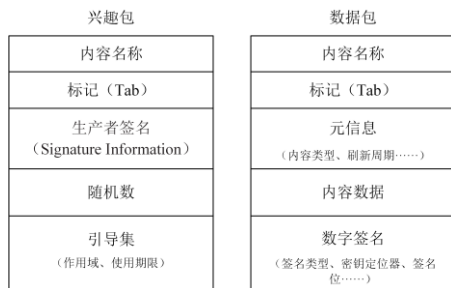 兴趣包
内容名称
标记（Tab）
生产者签名
（Signature Information）
随机数
引导集
（作用域、使用期限）
数据包
内容名称
标记（Tab）
元信息
（内容类型、刷新周期……）
内容数据
数字签名
（签名类型、密钥定位器、签名
位……）